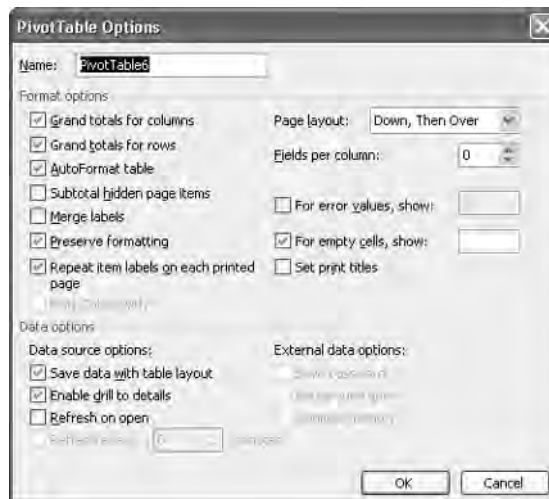 PivotTable Options
Name: PivotTable6
Format options
Grand totals for columns
Grand totals for rows
AutoFormat table
Subtotal hidden page items
Merge labels
Preserve formatting
Repeat item labels on each printed
page
Page layout: Down, Then Over
Fields per column: 0
For error values, show:
For empty cells, show:
Set print titles
Data options
Data source options:
Save data with table layout
Enable drill to details
Refresh on open
External data options:
OK
Cancel